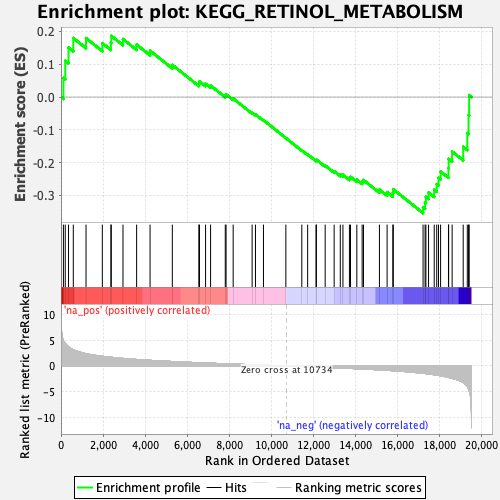 Enrichment plot: KEGG_RETINOL_METABOLISM
Enrichment score (ES)
0.2
0.1
0.0
-0.1
-0.2
-0.3
'na_pos' (positively correlated)
Ranked list metric (PreRanked)
10
5
0
-5
-10
Zero cross at 10734
'na_neg' (negatively correlated)
0
2,000
4,000
6,000
8,000
10,000
12,000
14,000
16,000
18,000
20,000
Rank in Ordered Dataset
Enrichment profile
Hits
Ranking metric scores